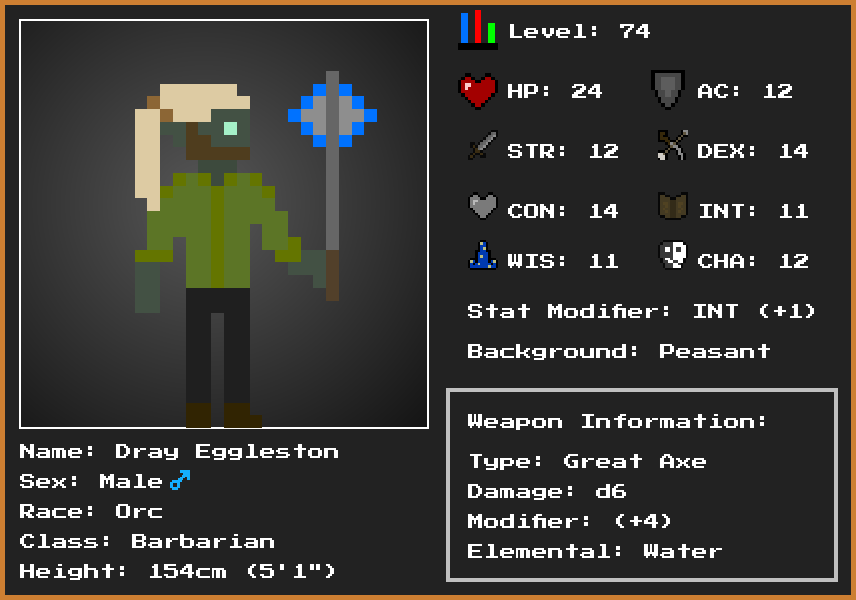 Level: 74
HP: 24
AC: 12
STR: 12
DEX: 14
CON: 14
INT: 11
WIS: 11
CHA: 12
Stat Modifier: INT (+1)
Background: Peasant
Weapon Information:
Type: Great Axe
Damage: d6
Modifier: (+4)
Elemental: Water
Name: Dray Eggleston
Sex: Male ♂
Race: Orc
Class: Barbarian
Height: 154cm (5'1")